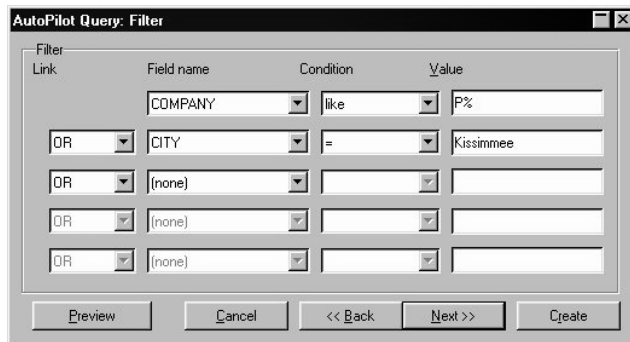 AutoPilot Query: Filter
Filter
Link Field name Condition Value
COMPANY like P%
OR CITY = Kissimmee
OR (none)
OR (none)
OR (none)
Preview Cancel << Back Next >> Create